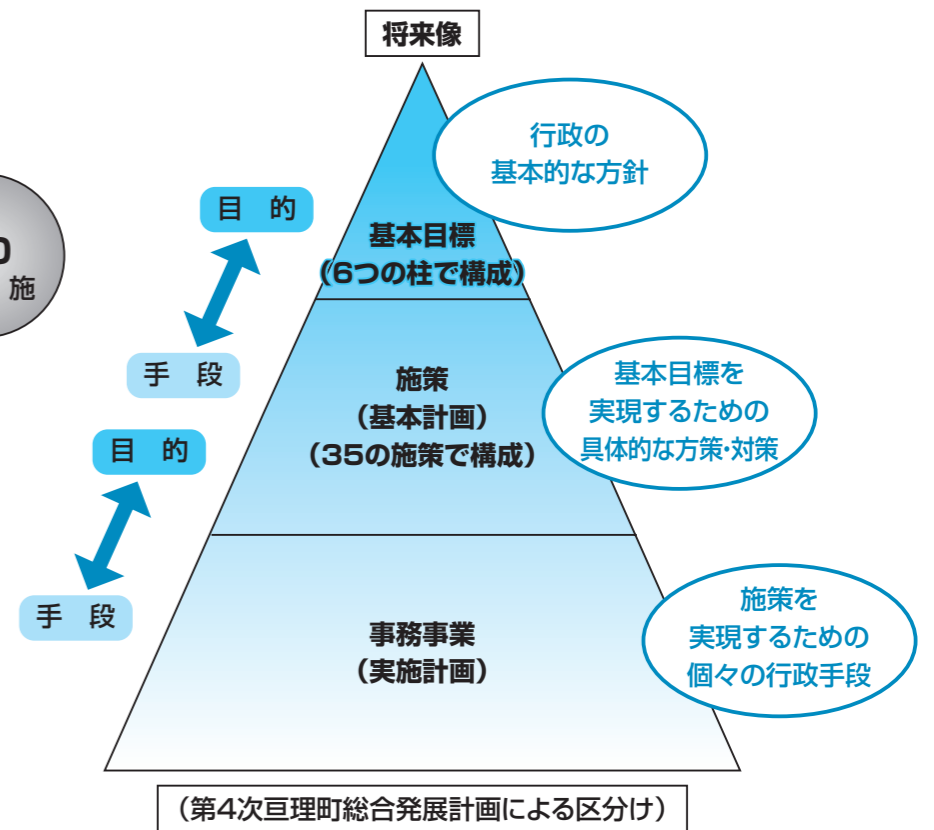 将来像
行政の
基本的な方針
目 的
基本目標
(6つの柱で構成)
施
手 段
施策
(基本計画)
(35の施策で構成)
基本目標を
実現するための
具体的な方策・対策
目 的
手 段
事務事業
(実施計画)
施策を
実現するための
個々の行政手段
(第4次亘理町総合発展計画による区分け)